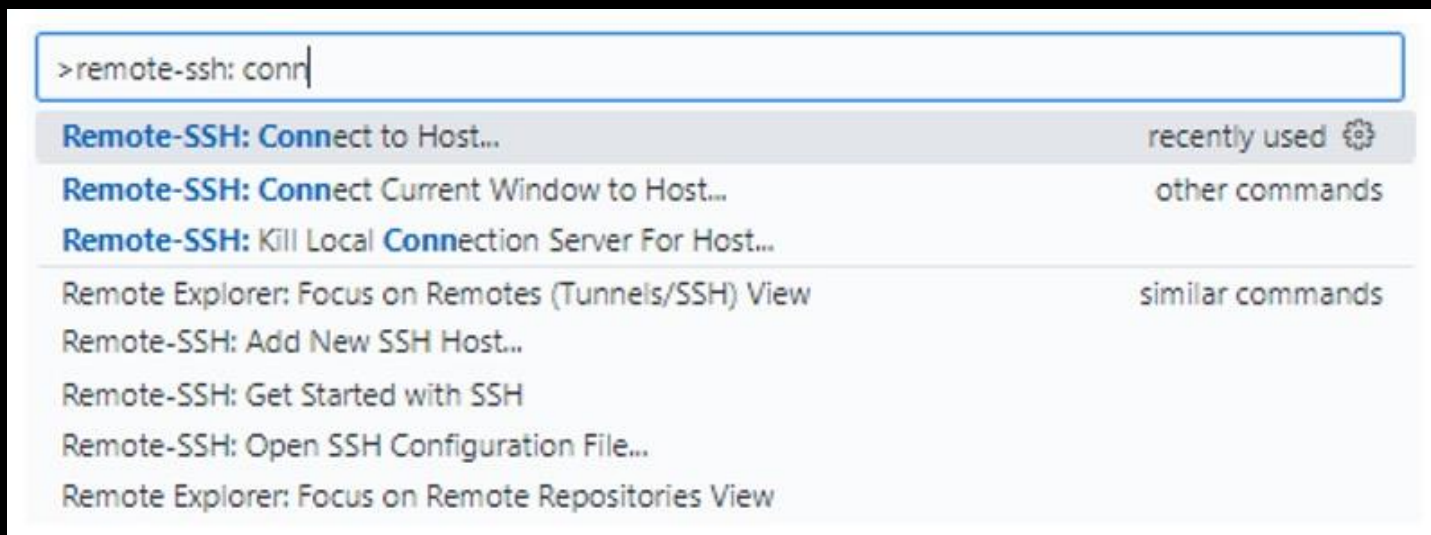 >remote-ssh: conn
Remote-SSH: Connect to Host... recently used
Remote-SSH: Connect Current Window to Host... other commands
Remote-SSH: Kill Local Connection Server For Host...
Remote Explorer: Focus on Remotes (Tunnels/SSH) View similar commands
Remote-SSH: Add New SSH Host...
Remote-SSH: Get Started with SSH
Remote-SSH: Open SSH Configuration File...
Remote Explorer: Focus on Remote Repositories View